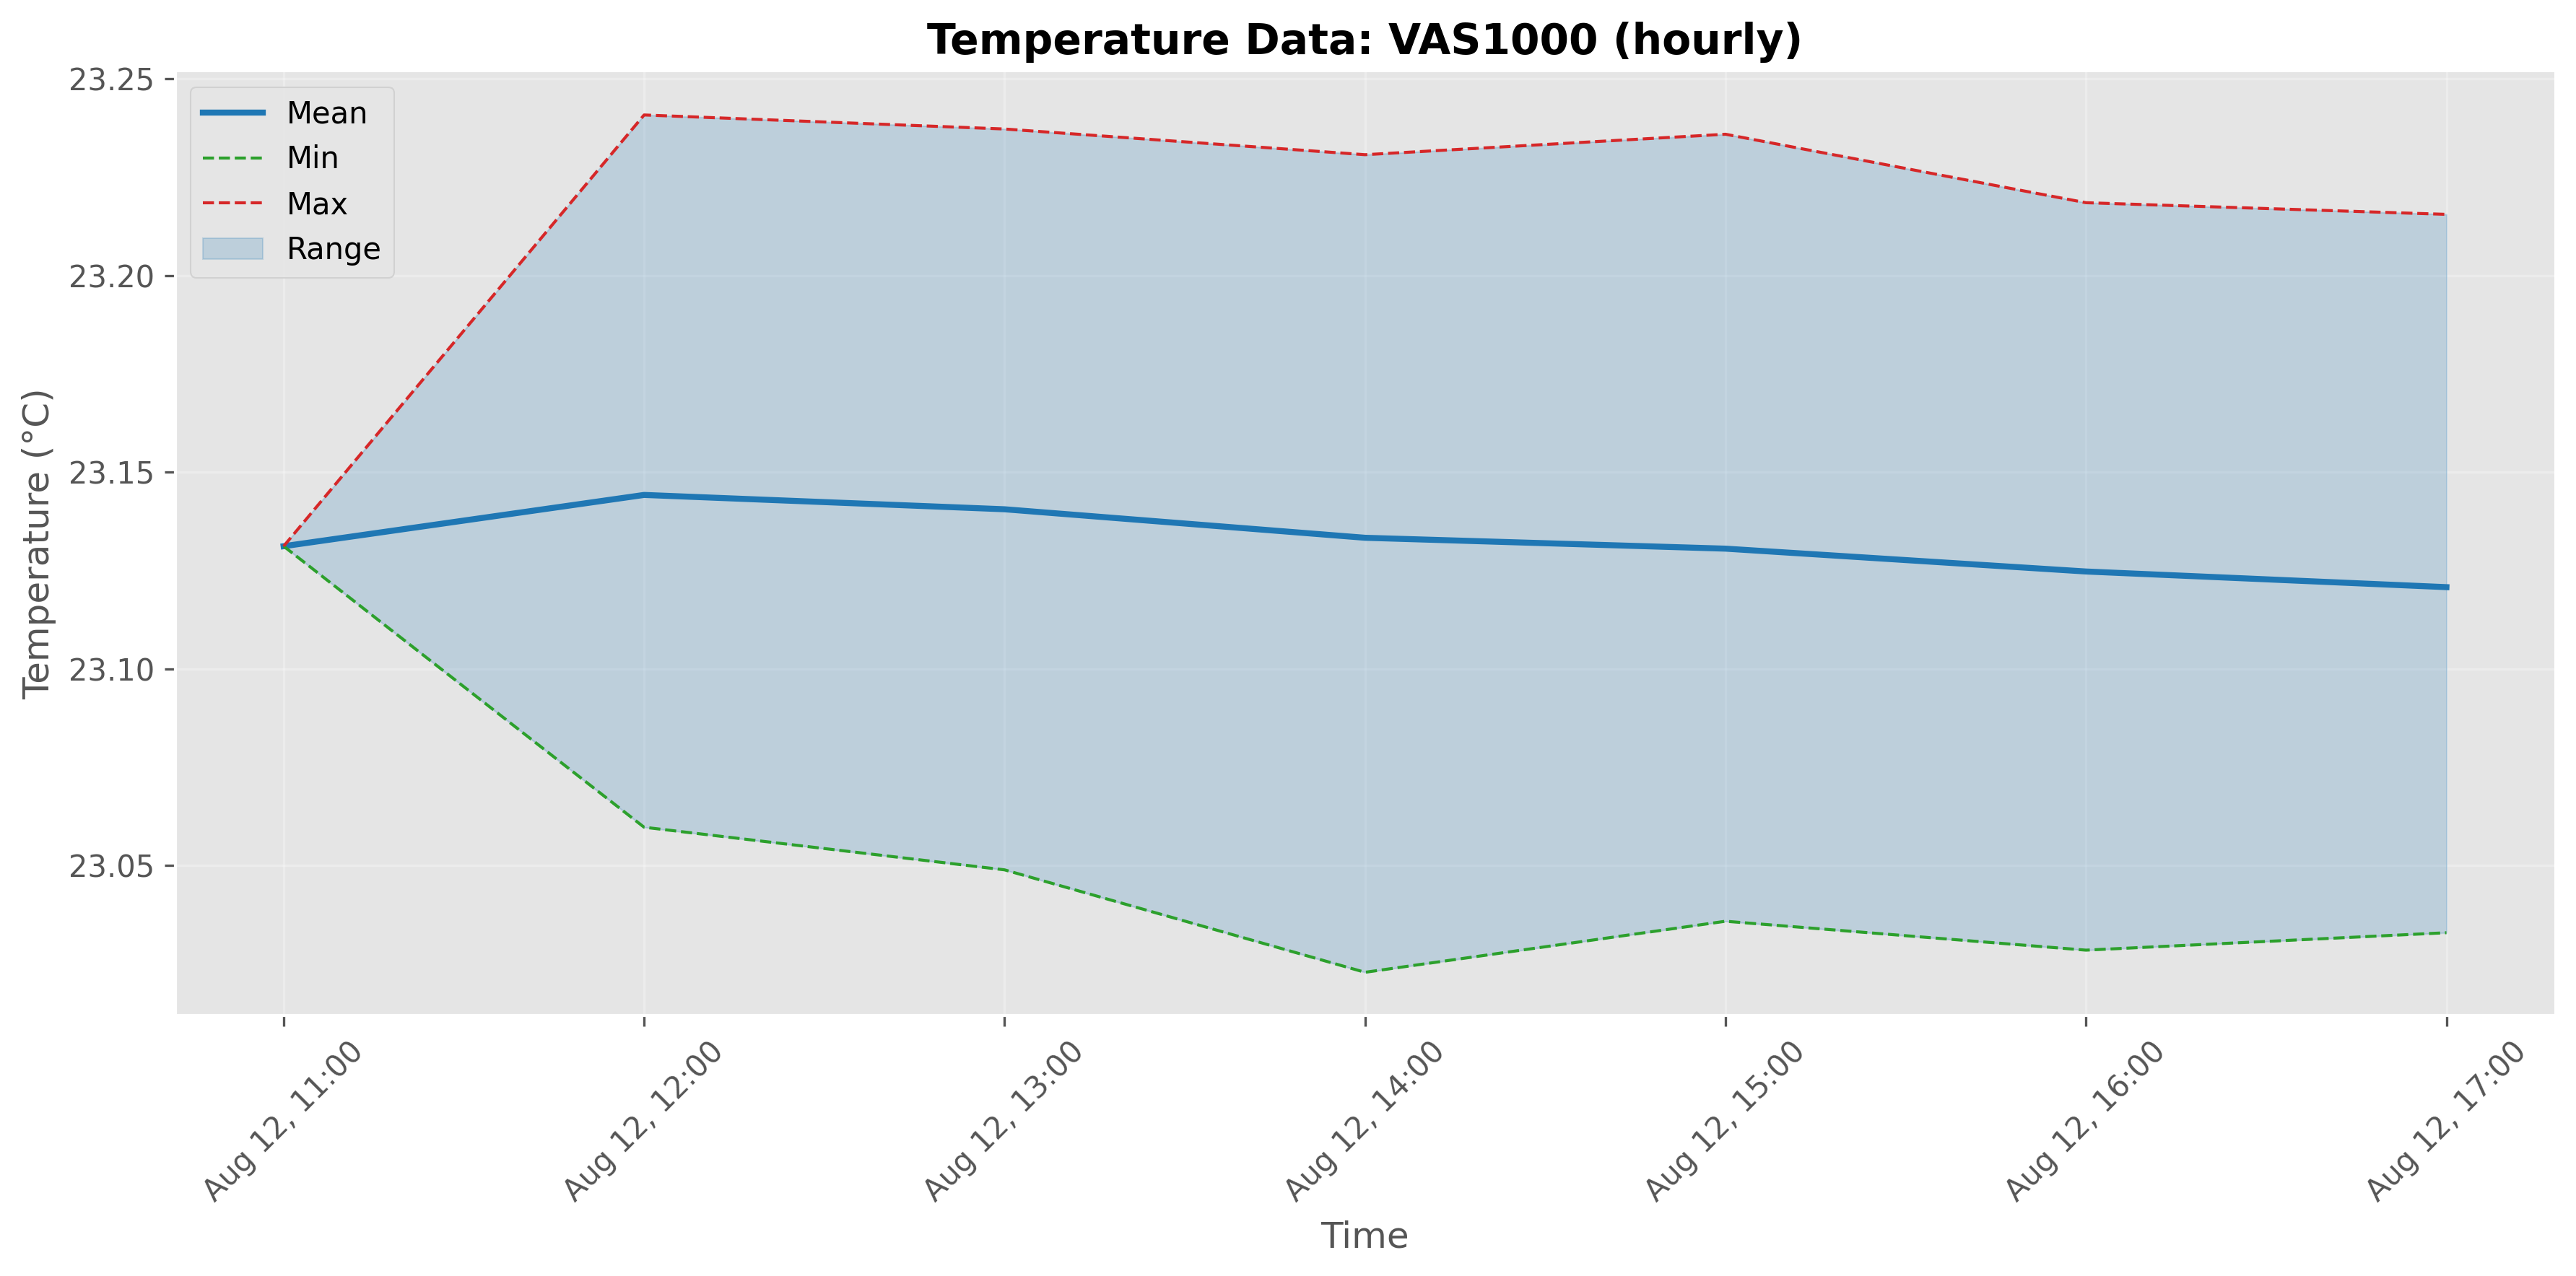 Temperature Data: VAS1000 (hourly)
23.25
23.20
23.15
23.10
23.05
Temperature (°C)
Mean
Min
Max
Range
Aug 12, 11:00
Aug 12, 12:00
Aug 12, 13:00
Aug 12, 14:00
Aug 12, 15:00
Aug 12, 16:00
Aug 12, 17:00
Time